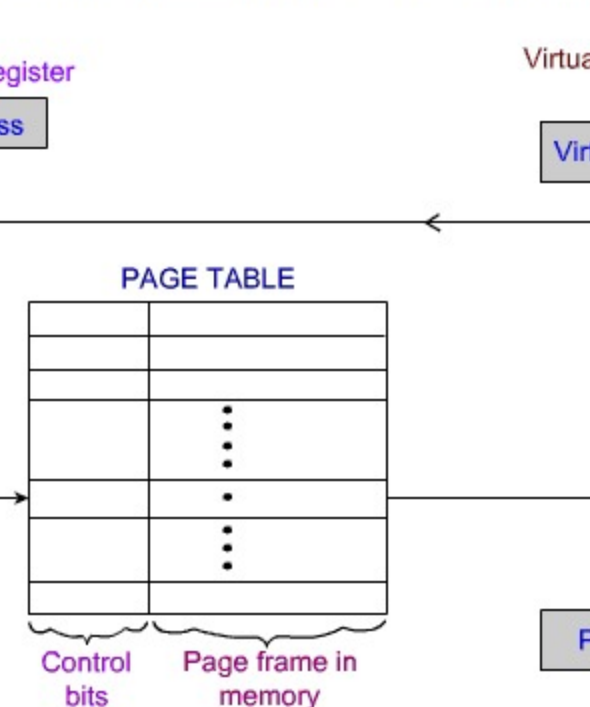 Virtua
egister
ss
Vir
PAGE TABLE
Control
bits
Page frame in
memory
P